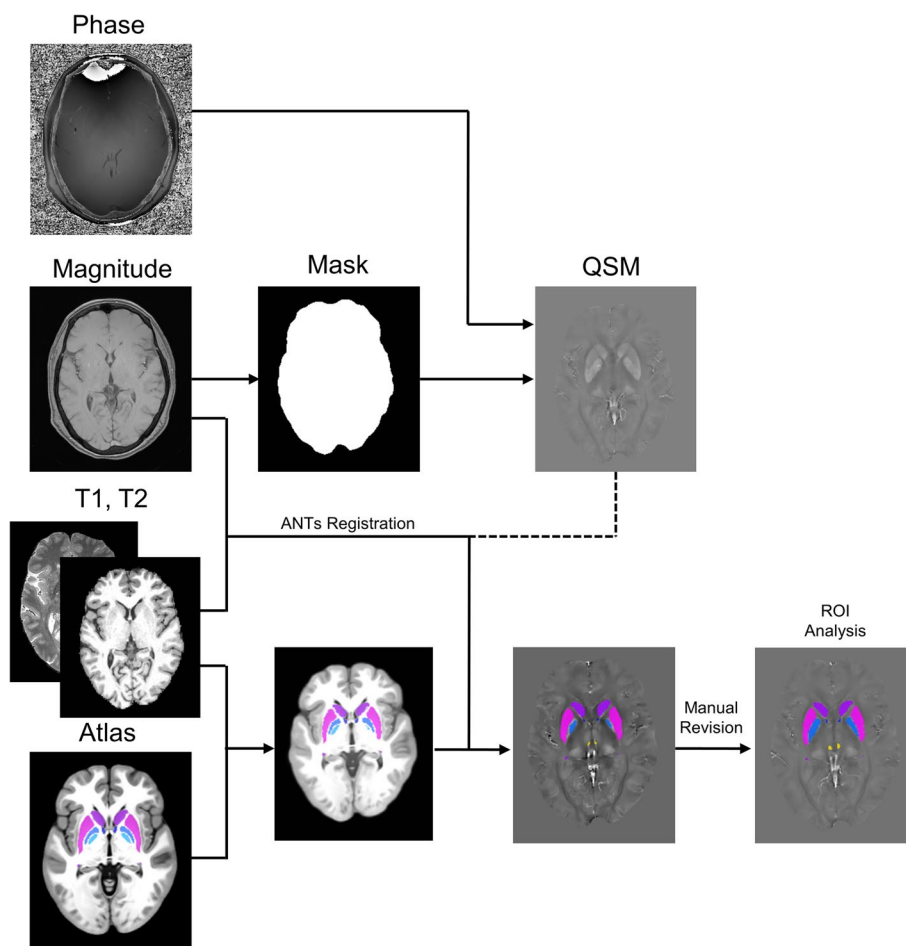 Phase
Magnitude
Mask
QSM
T1, T2
ANTs Registration
ROI
Analysis
Manual
Revision
Atlas